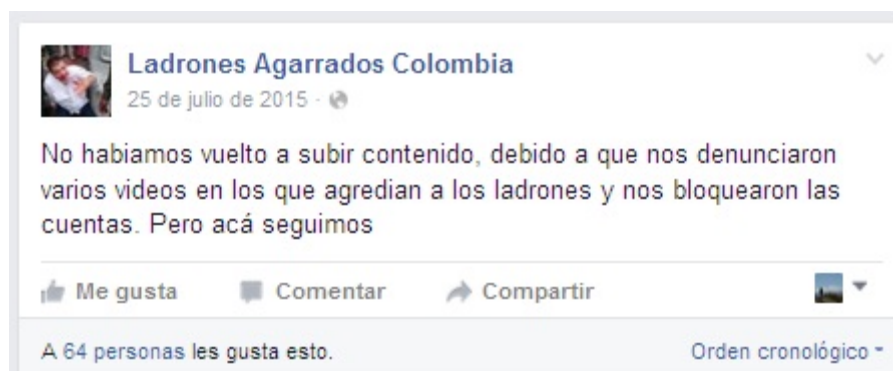 Ladrones Agarrados Colombia
25 de julio de 2015 ·
No habiamos vuelto a subir contenido, debido a que nos denunciaron
varios videos en los que agredian a los ladrones y nos bloquearon las
cuentas. Pero acá seguimos
Me gusta Comentar Compartir
A 64 personas les gusta esto. Orden cronológico